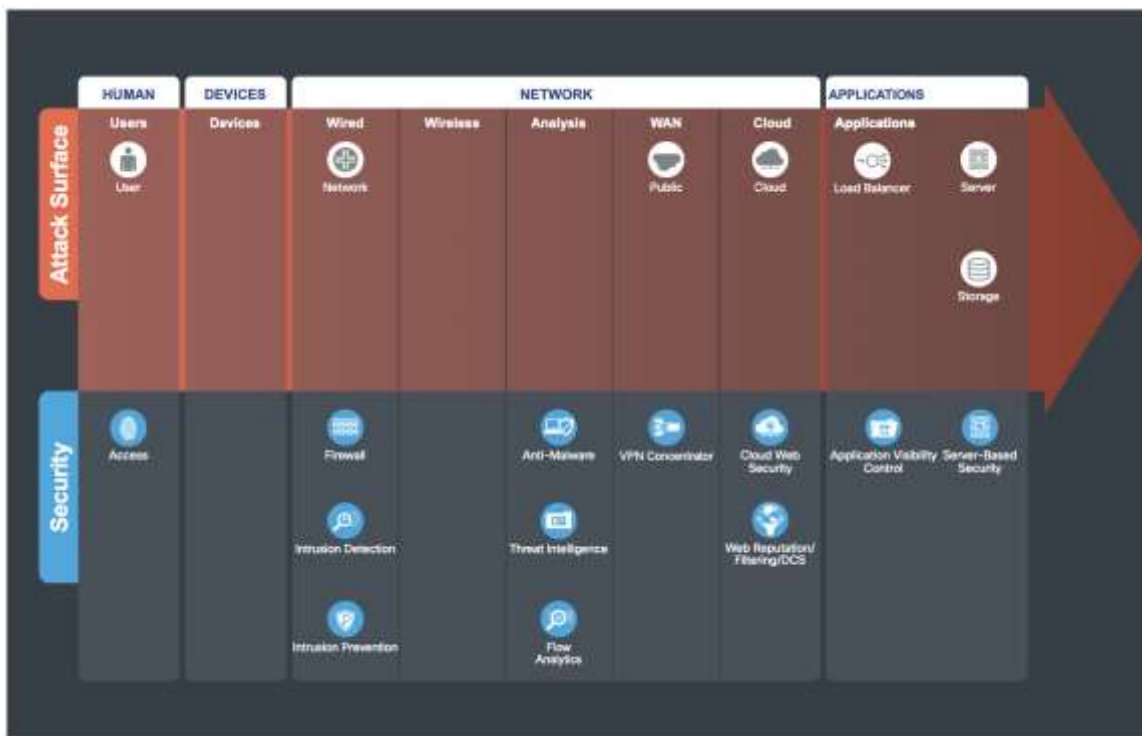 HUMAN DEVICES NETWORK APPLICATIONS
Users Devices Wired Wireless Analysis WAN Cloud Applications
User Network Public Cloud Load Balancer Server
Storage
Attack Surface
Access Firewall Anti-Malware VPN Concentrator Cloud Web Security Application Visibility Control Server-Based Security
Intrusion Detection Threat Intelligence Web Reputation/ Filtering/DCS
Intrusion Prevention Flow Analytics
Security